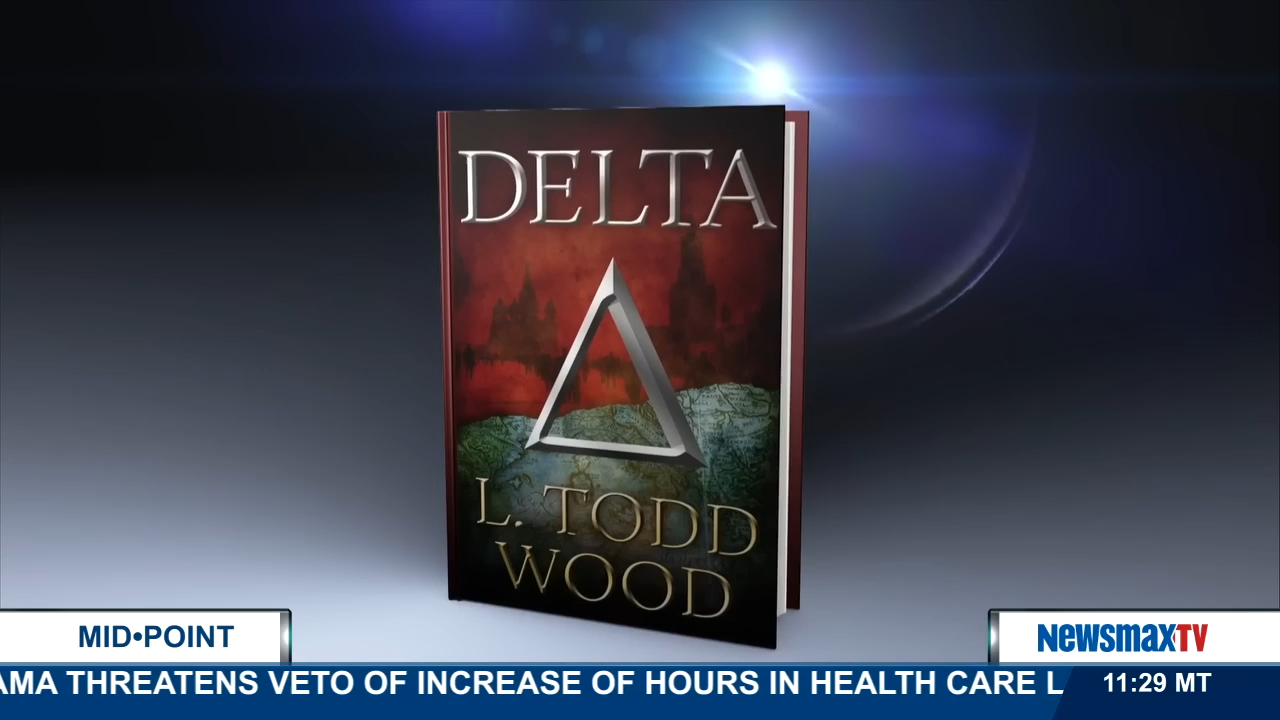 DELTA
L. TODD
WOOD
MID•POINT
NEWSMAXTV
AMA THREATENS VETO OF INCREASE OF HOURS IN HEALTH CARE L
11:29 MT